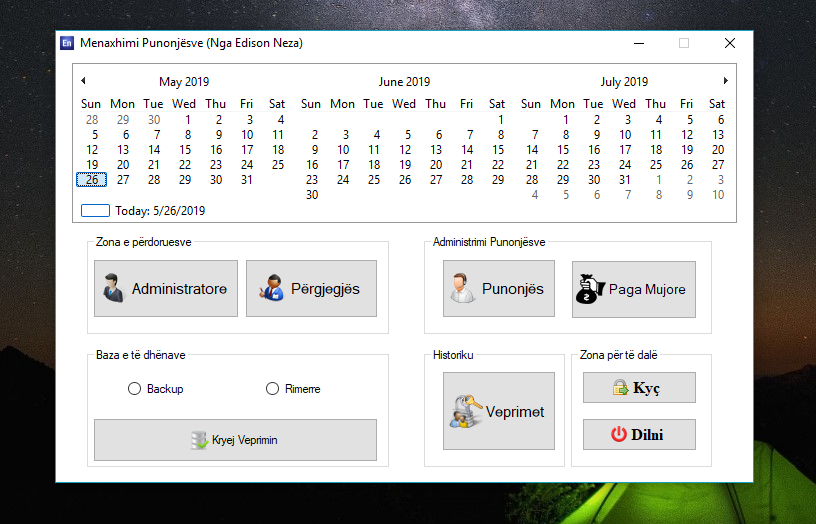 En Menaxhimi Punonjësve (Nga Edison Neza)
May 2019 June 2019 July 2019
Sun Mon Tue Wed Thu Fri Sat Sun Mon Tue Wed Thu Fri Sat Sun Mon Tue Wed Thu Fri Sat
28 29 30 1 2 3 4 1 1 2 3 4 5 6
5 6 7 8 9 10 11 2 3 4 5 6 7 8 7 8 9 10 11 12 13
12 13 14 15 16 17 18 9 10 11 12 13 14 15 14 15 16 17 18 19 20
19 20 21 22 23 24 25 16 17 18 19 20 21 22 21 22 23 24 25 26 27
26 27 28 29 30 31 23 24 25 26 27 28 29 28 29 30 31 1 2 3
30 4 5 6 7 8 9 10
Today: 5/26/2019
Zona e përdoruesve
Administratore Përgjegjës
Administrimi Punonjësve
Punonjës Paga Mujore
Baza e të dhënave
Backup Rimerre
Kryej Veprimin
Historiku
Veprimet
Zona për të dalë
Kyç
Dilni